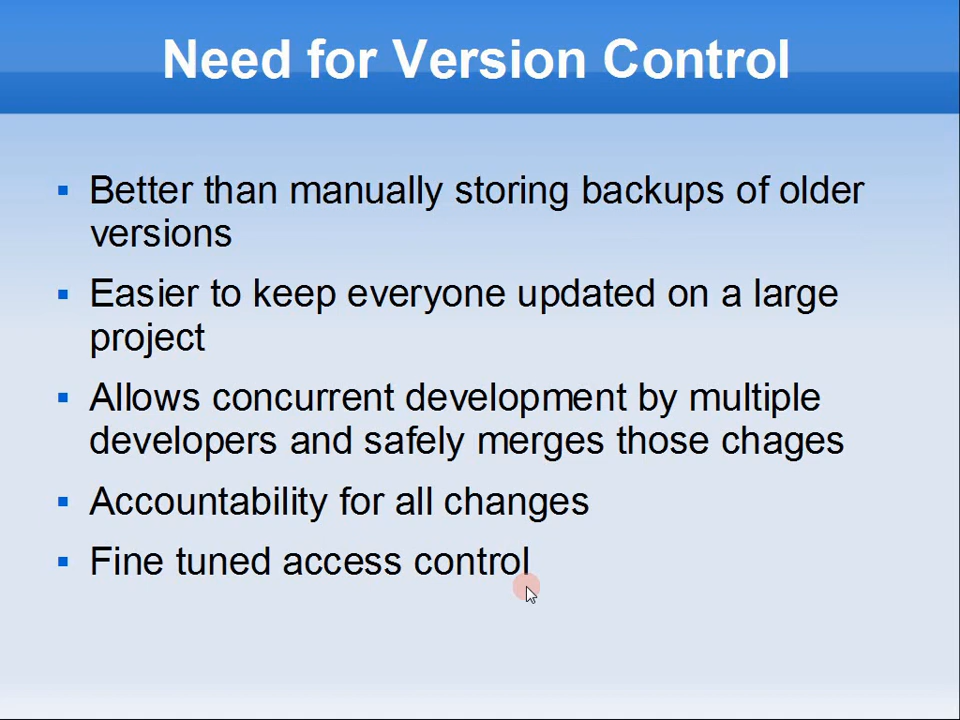 Need for Version Control
Better than manually storing backups of older
versions
Easier to keep everyone updated on a large
project
Allows concurrent development by multiple
developers and safely merges those chages
Accountability for all changes
Fine tuned access control